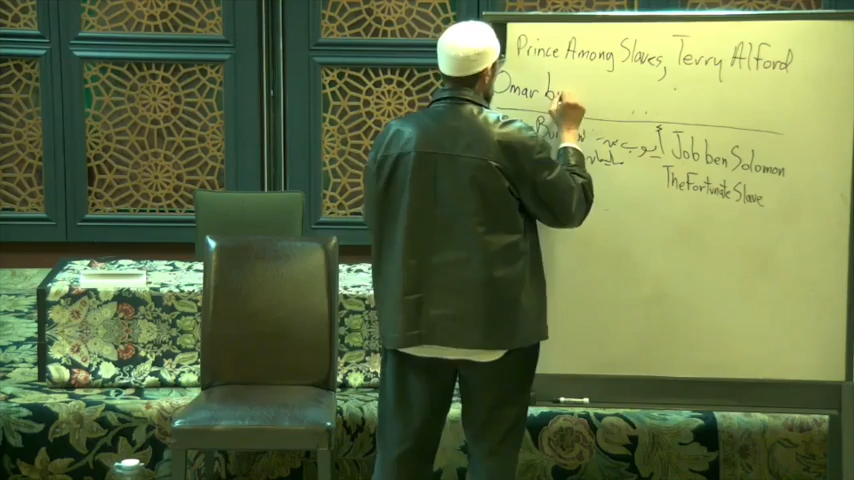 Prince Among Slaves, Terry Alford
Omar b
أيوب Job ben Solomon
The Fortunate Slave